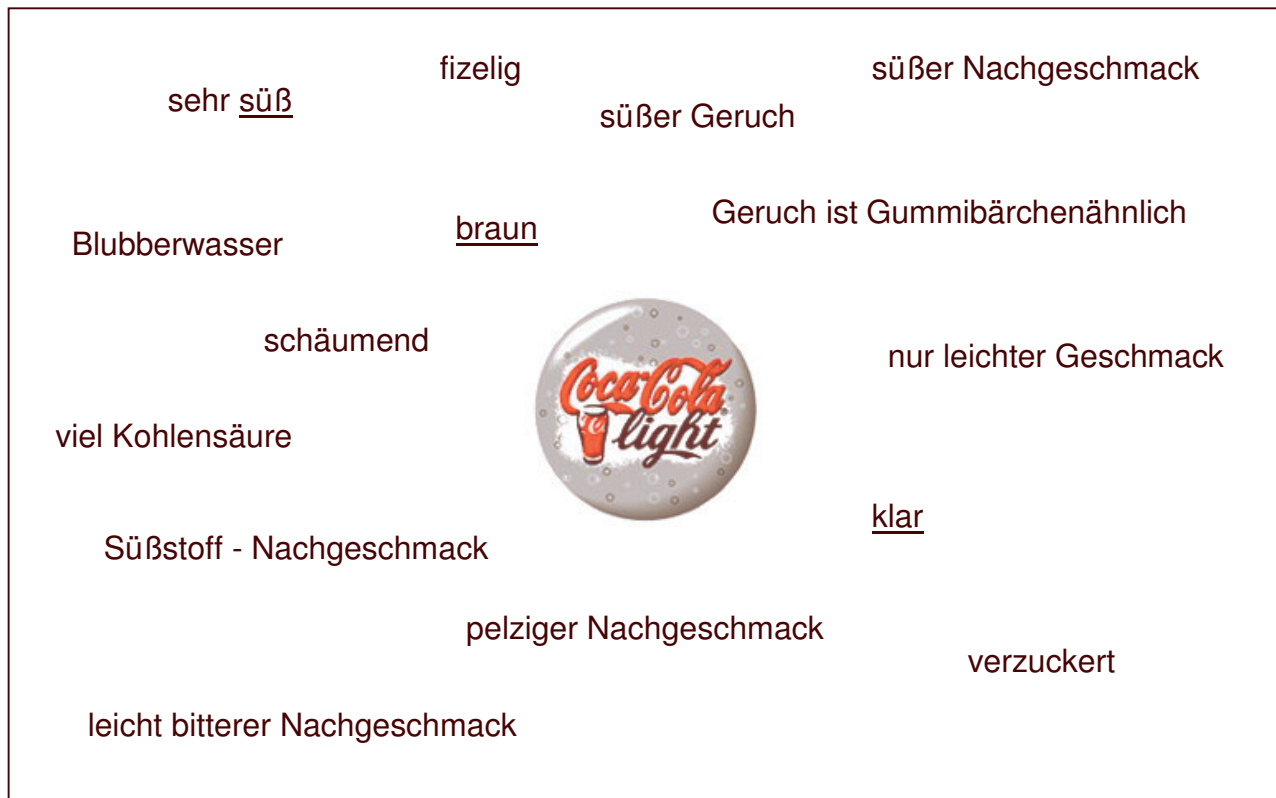 fizelig
süßer Nachgeschmack
sehr süß
süßer Geruch
Geruch ist Gummibärchenähnlich
braun
Blubberwasser
schäumend
nur leichter Geschmack
Coca-Cola
light
viel Kohlensäure
klar
Süßstoff - Nachgeschmack
pelziger Nachgeschmack
verzuckert
leicht bitterer Nachgeschmack